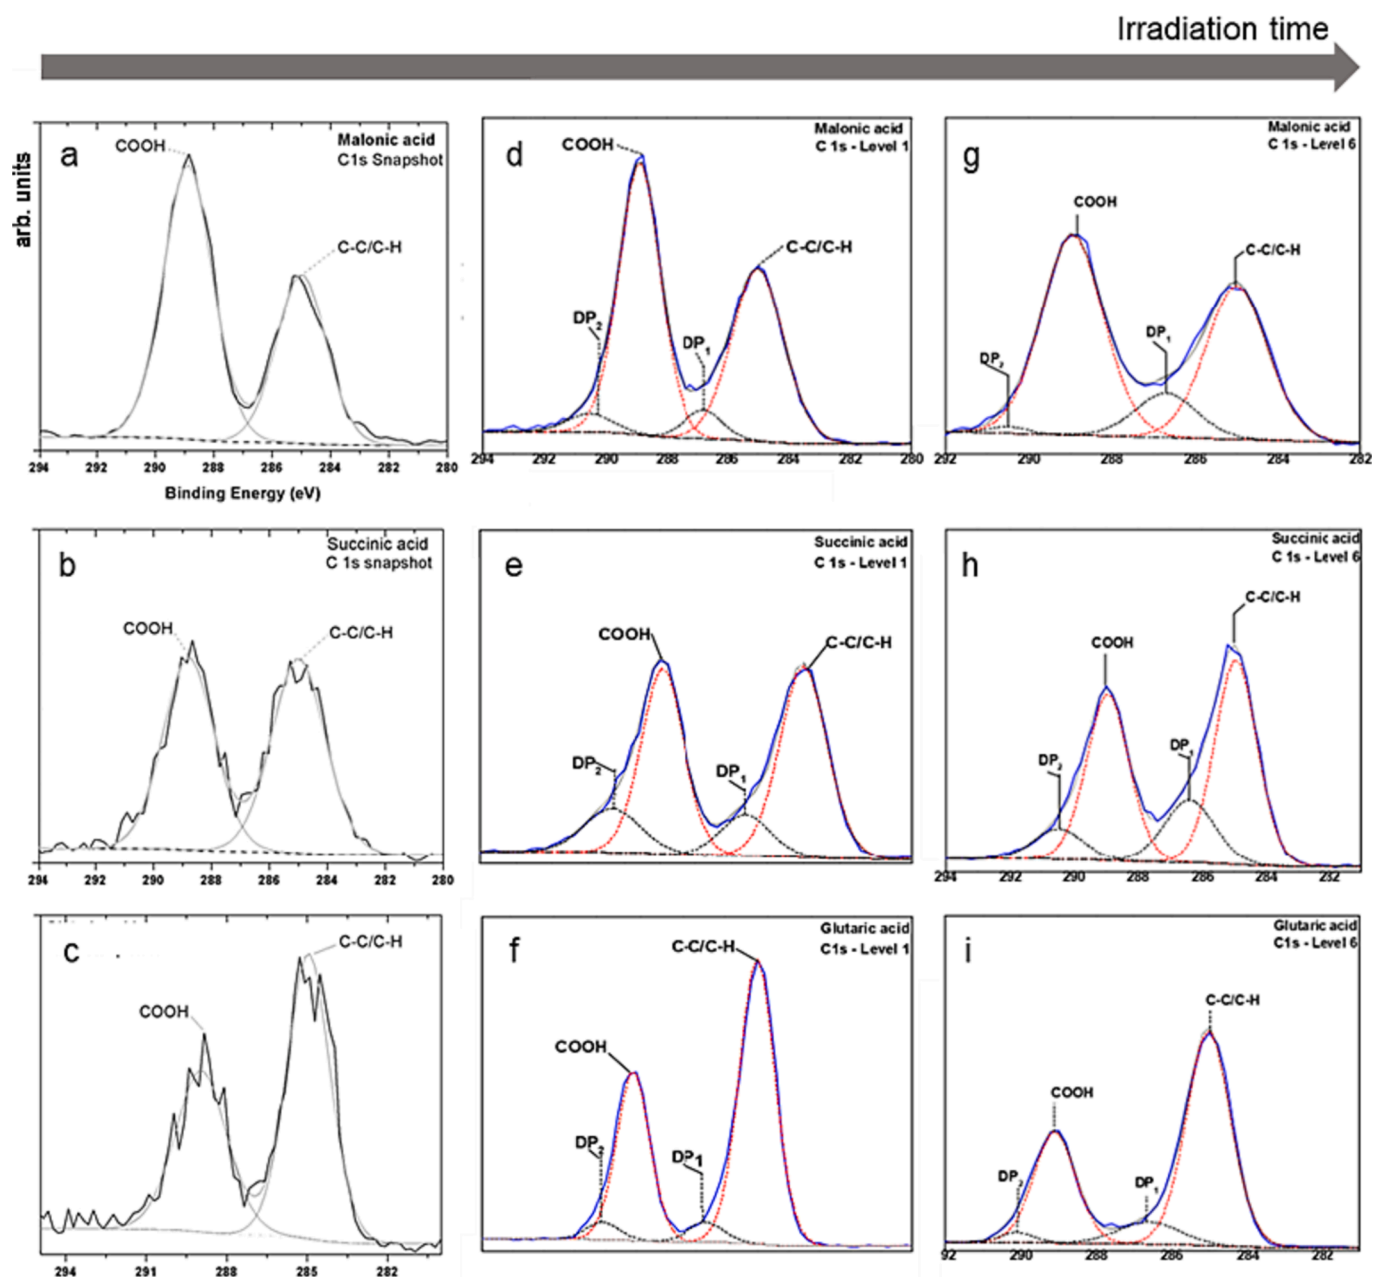 Irradiation time
arb. units
a
Malonic acid
C1s Snapshot
COOH
C-C/C-H
294 292 290 288 286 284 282 280
Binding Energy (eV)
d
Malonic acid
C 1s - Level 1
COOH
C-C/C-H
DP2
DP1
294 292 290 288 286 284 282 280
g
Malonic acid
C 1s - Level 6
COOH
C-C/C-H
DP1
DP2
292 290 288 286 284 282
b
Succinic acid
C 1s snapshot
COOH
C-C/C-H
294 292 290 288 286 284 282 280
e
Succinic acid
C 1s - Level 1
COOH
C-C/C-H
DP2
DP1
h
Succinic acid
C 1s - Level 6
C-C/C-H
COOH
DP1
DP2
294 292 290 288 286 284 232
c
C-C/C-H
COOH
294 291 288 285 282
f
Glutaric acid
C1s - Level 1
C-C/C-H
COOH
DP2
DP1
i
Glutaric acid
C1s - Level 6
C-C/C-H
COOH
DP2
DP1
92 290 288 286 284 282